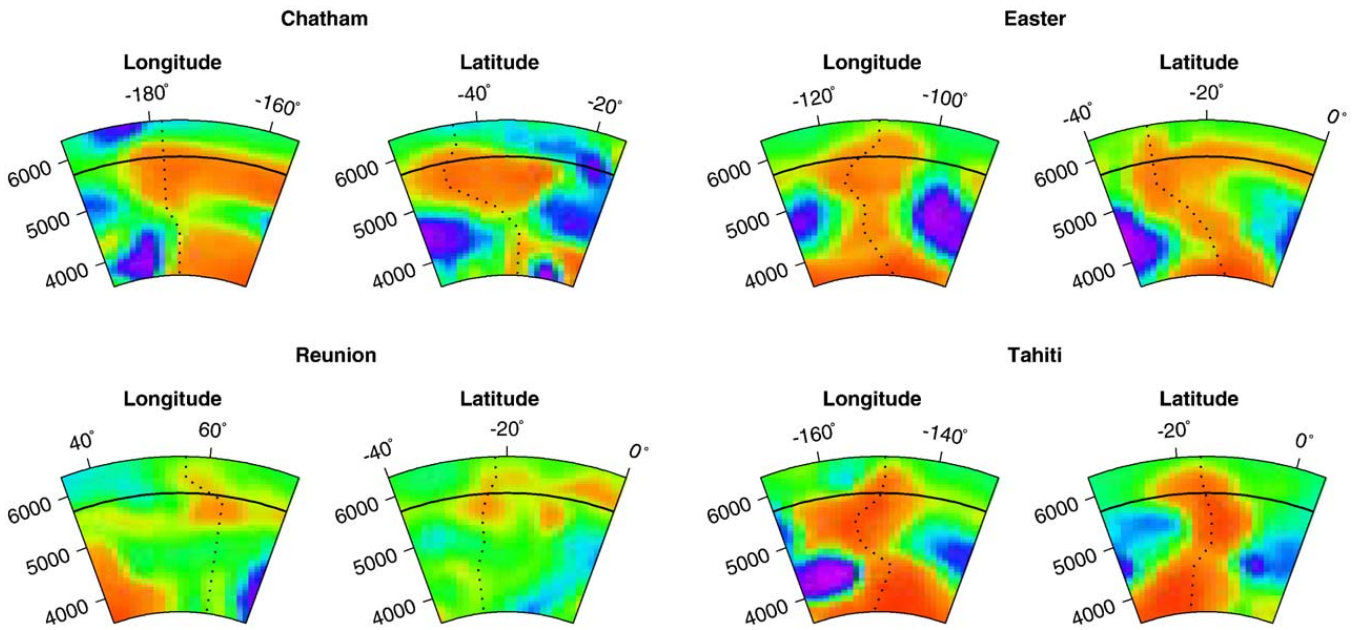 Chatham
Easter
Longitude
Latitude
Longitude
Latitude
-180° -160°
-40° -20°
-120° -100°
-40° -20° 0°
6000 6000 6000 6000
5000 5000 5000 5000
4000 4000 4000 4000
Reunion
Tahiti
Longitude
Latitude
Longitude
Latitude
40° 60°
-40° -20° 0°
-160° -140°
-20° 0°
6000 6000 6000 6000
5000 5000 5000 5000
4000 4000 4000 4000